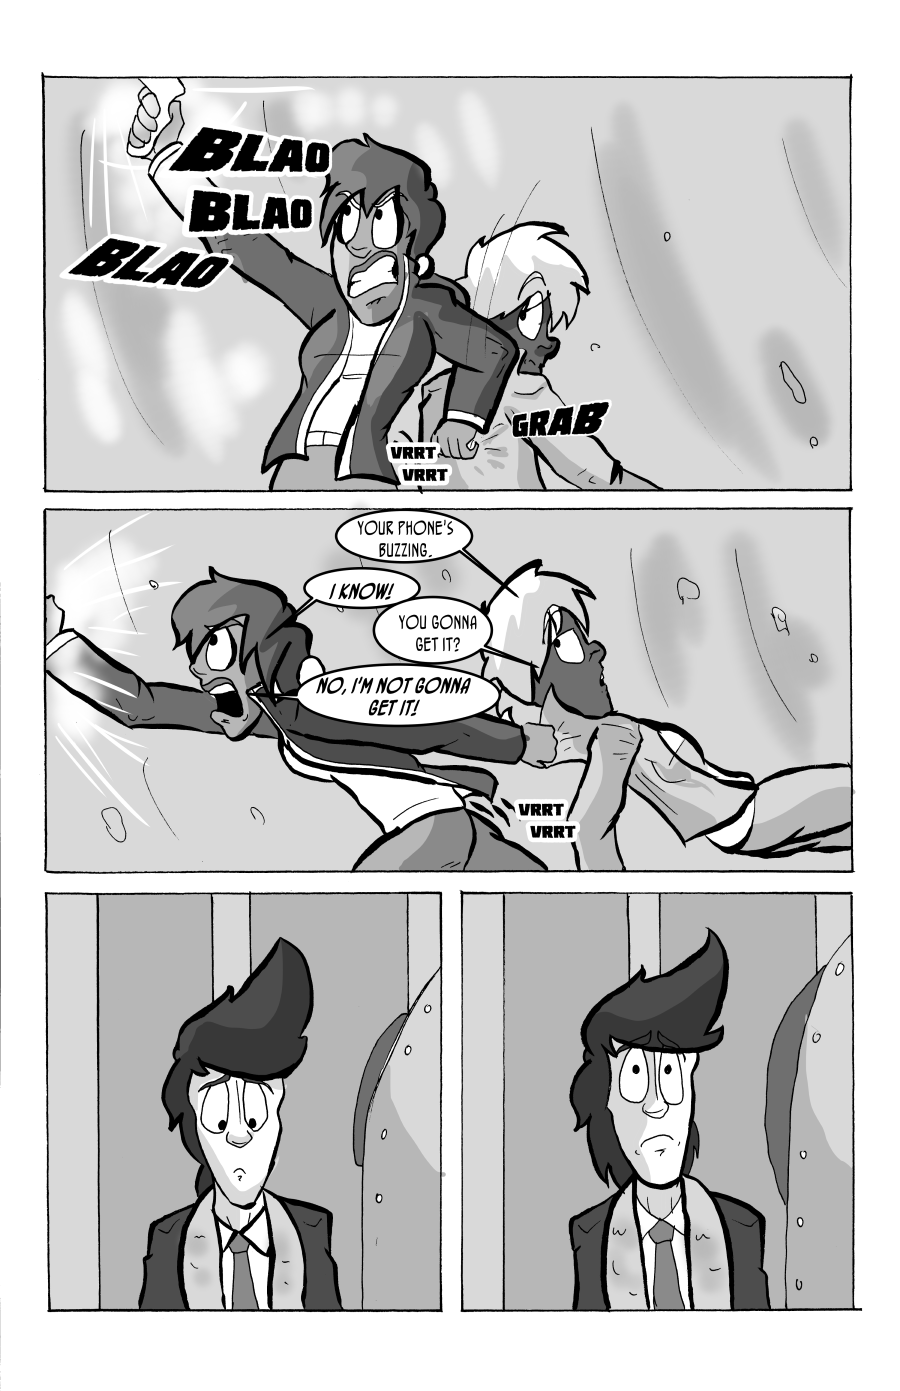 BLAO
BLAO
BLAO
GRAB
VRRT
VRRT
YOUR PHONE'S
BUZZING.
I KNOW!
YOU GONNA
GET IT?
NO, I'M NOT GONNA
GET IT!
VRRT
VRRT